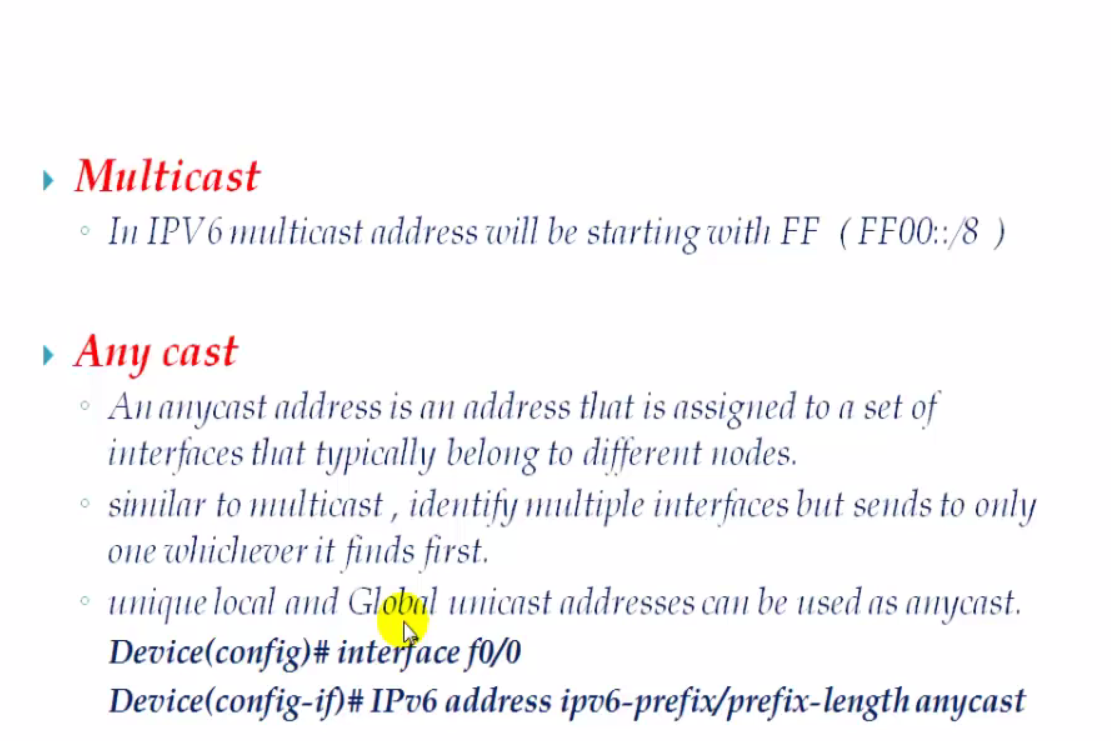 Multicast
In IPV6 multicast address will be starting with FF ( FF00::/8 )
Any cast
An anycast address is an address that is assigned to a set of
interfaces that typically belong to different nodes.
similar to multicast , identify multiple interfaces but sends to only
one whichever it finds first.
unique local and Global unicast addresses can be used as anycast.
Device(config)# interface f0/0
Device(config-if)# IPv6 address ipv6-prefix/prefix-length anycast